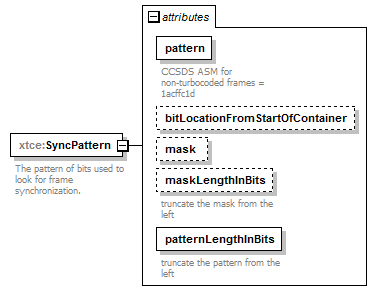 attributes
pattern
CCSDS ASM for
non-turbocoded frames =
1acffc1d
bitLocationFromStartOfContainer
mask
xtce:SyncPattern
The pattern of bits used to
look for frame
synchronization.
maskLengthInBits
truncate the mask from the
left
patternLengthInBits
truncate the pattern from the
left